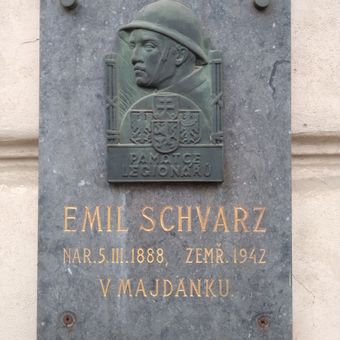 PAMÁTCE
LEGIONÁŘŮ
EMIL SCHVARZ
NAR. 5. III. 1888, ZEMŘ. 1942
V MAJDANKU.